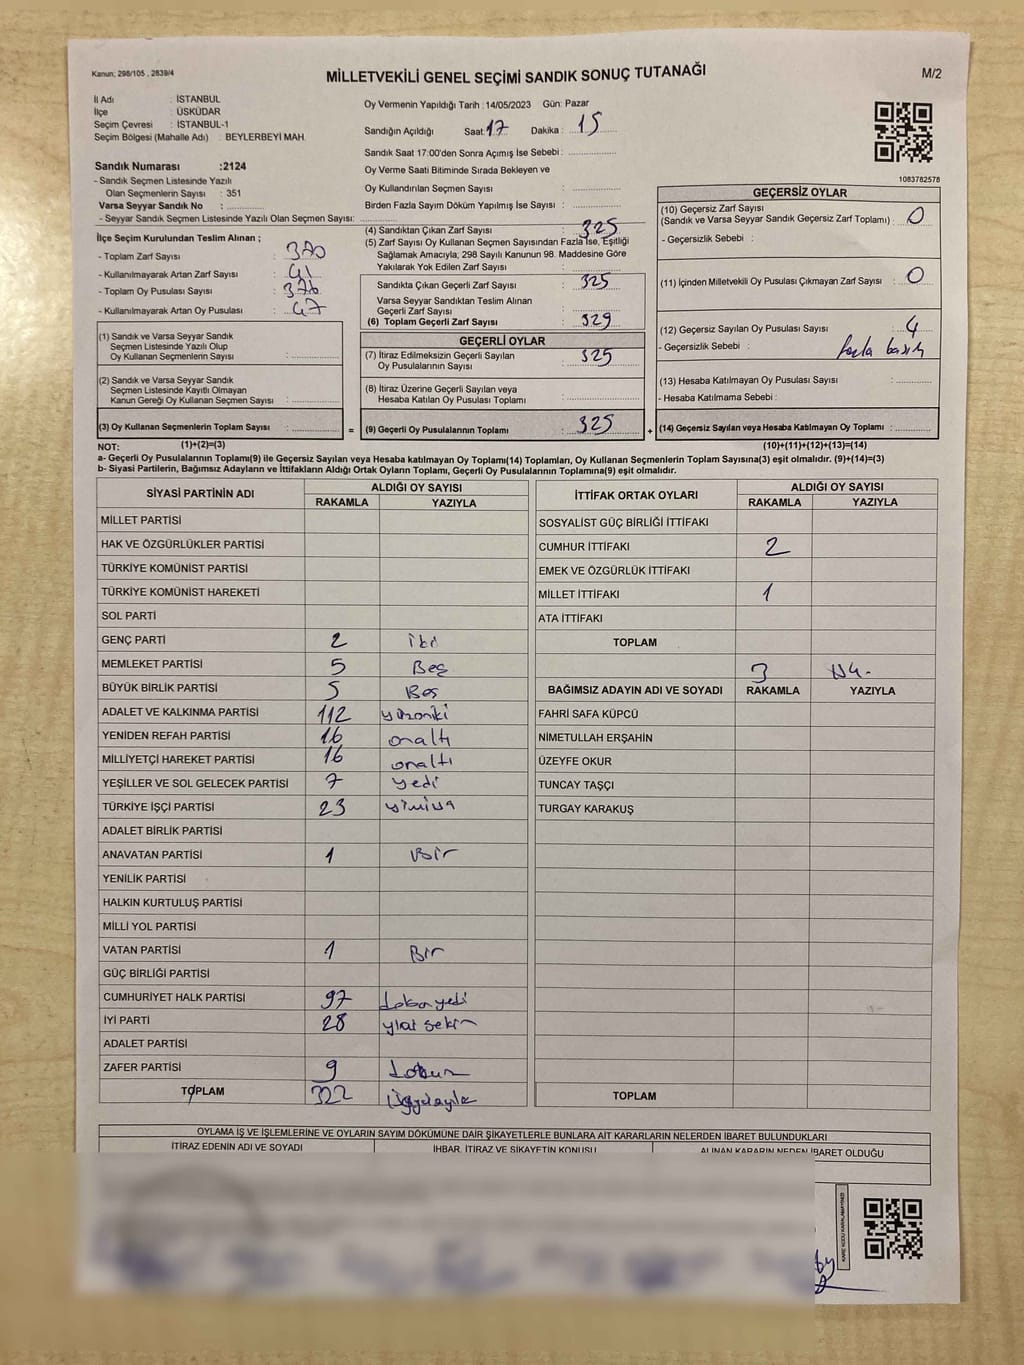 Kanun; 298/105 , 2839/4
MİLLETVEKİLİ GENEL SEÇİMİ SANDIK SONUÇ TUTANAĞI
M/2
İl Adı : İSTANBUL
İlçe : ÜSKÜDAR
Seçim Çevresi : İSTANBUL-1
Seçim Bölgesi (Mahalle Adı) : BEYLERBEYİ MAH.
Oy Vermenin Yapıldığı Tarih : 14/05/2023 Gün: Pazar
Sandığın Açıldığı Saat: 17 Dakika : 15
Sandık Saat 17:00'den Sonra Açımış İse Sebebi :
Sandık Numarası :2124
- Sandık Seçmen Listesinde Yazılı
Olan Seçmenlerin Sayısı : 351
Varsa Seyyar Sandık No :
- Seyyar Sandık Seçmen Listesinde Yazılı Olan Seçmen Sayısı:
Oy Verme Saati Bitiminde Sırada Bekleyen ve
Oy Kullandırılan Seçmen Sayısı :
Birden Fazla Sayım Döküm Yapılmış İse Sayısı :
1083782578
İlçe Seçim Kurulundan Teslim Alınan ;
- Toplam Zarf Sayısı : 370
- Kullanılmayarak Artan Zarf Sayısı : 41
- Toplam Oy Pusulası Sayısı : 376
- Kullanılmayarak Artan Oy Pusulası : 47
(4) Sandıktan Çıkan Zarf Sayısı : 325
(5) Zarf Sayısı Oy Kullanan Seçmen Sayısından Fazla İse, Eşitliği
Sağlamak Amacıyla; 298 Sayılı Kanunun 98. Maddesine Göre
Yakılarak Yok Edilen Zarf Sayısı :
Sandıkta Çıkan Geçerli Zarf Sayısı : 325
Varsa Seyyar Sandıktan Teslim Alınan
Geçerli Zarf Sayısı :
(6) Toplam Geçerli Zarf Sayısı : 329
GEÇERSİZ OYLAR
(10) Geçersiz Zarf Sayısı
(Sandık ve Varsa Seyyar Sandık Geçersiz Zarf Toplamı) : 0
- Geçersizlik Sebebi :
(11) İçinden Milletvekili Oy Pusulası Çıkmayan Zarf Sayısı : 0
(12) Geçersiz Sayılan Oy Pusulası Sayısı : 4
- Geçersizlik Sebebi : fazla basım
(13) Hesaba Katılmayan Oy Pusulası Sayısı :
- Hesaba Katılmama Sebebi :
(14) Geçersiz Sayılan veya Hesaba Katılmayan Oy Toplamı :
(10)+(11)+(12)+(13)=(14)
(1) Sandık ve Varsa Seyyar Sandık
Seçmen Listesinde Yazılı Olup
Oy Kullanan Seçmenlerin Sayısı :
(2) Sandık ve Varsa Seyyar Sandık
Seçmen Listesinde Kayıtlı Olmayan
Kanun Gereği Oy Kullanan Seçmen Sayısı :
(3) Oy Kullanan Seçmenlerin Toplam Sayısı :
(1)+(2)=(3)
=
GEÇERLİ OYLAR
(7) İtiraz Edilmeksizin Geçerli Sayılan
Oy Pusulalarının Sayısı : 325
(8) İtiraz Üzerine Geçerli Sayılan veya
Hesaba Katılan Oy Pusulası Toplamı :
(9) Geçerli Oy Pusulalarının Toplamı : 325
+
NOT:
a- Geçerli Oy Pusulalarının Toplamı(9) ile Geçersiz Sayılan veya Hesaba katılmayan Oy Toplamı(14) Toplamları, Oy Kullanan Seçmenlerin Toplam Sayısına(3) eşit olmalıdır. (9)+(14)=(3)
b- Siyasi Partilerin, Bağımsız Adayların ve İttifakların Aldığı Ortak Oyların Toplamı, Geçerli Oy Pusulalarının Toplamına(9) eşit olmalıdır.
SİYASİ PARTİNİN ADI ALDIĞI OY SAYISI
RAKAMLA YAZIYLA
MİLLET PARTİSİ
HAK VE ÖZGÜRLÜKLER PARTİSİ
TÜRKİYE KOMÜNİST PARTİSİ
TÜRKİYE KOMÜNİST HAREKETİ
SOL PARTİ
GENÇ PARTİ 2 iki
MEMLEKET PARTİSİ 5 Beş
BÜYÜK BİRLİK PARTİSİ 5 Beş
ADALET VE KALKINMA PARTİSİ 112 yüzoniki
YENİDEN REFAH PARTİSİ 16 onaltı
MİLLİYETÇİ HAREKET PARTİSİ 16 onaltı
YEŞİLLER VE SOL GELECEK PARTİSİ 7 yedi
TÜRKİYE İŞÇİ PARTİSİ 23
ADALET BİRLİK PARTİSİ
ANAVATAN PARTİSİ 1 Bir
YENİLİK PARTİSİ
HALKIN KURTULUŞ PARTİSİ
MİLLİ YOL PARTİSİ
VATAN PARTİSİ 1 Bir
GÜÇ BİRLİĞİ PARTİSİ
CUMHURİYET HALK PARTİSİ 97
İYİ PARTİ 28
ADALET PARTİSİ
ZAFER PARTİSİ 9
TOPLAM 322
İTTİFAK ORTAK OYLARI ALDIĞI OY SAYISI
RAKAMLA YAZIYLA
SOSYALİST GÜÇ BİRLİĞİ İTTİFAKI
CUMHUR İTTİFAKI 2
EMEK VE ÖZGÜRLÜK İTTİFAKI
MİLLET İTTİFAKI 1
ATA İTTİFAKI
TOPLAM
3
BAĞIMSIZ ADAYIN ADI VE SOYADI RAKAMLA YAZIYLA
FAHRİ SAFA KÜPCÜ
NİMETULLAH ERŞAHİN
ÜZEYFE OKUR
TUNCAY TAŞÇI
TURGAY KARAKUŞ
TOPLAM
OYLAMA İŞ VE İŞLEMLERİNE VE OYLARIN SAYIM DÖKÜMÜNE DAİR ŞİKAYETLERLE BUNLARA AİT KARARLARIN NELERDEN İBARET BULUNDUKLARI
İTİRAZ EDENİN ADI VE SOYADI İHBAR, İTİRAZ VE ŞİKAYETİN KONUSU ALINAN KARARIN NEDEN İBARET OLDUĞU
KARE KODU KARALAMAYINIZ!